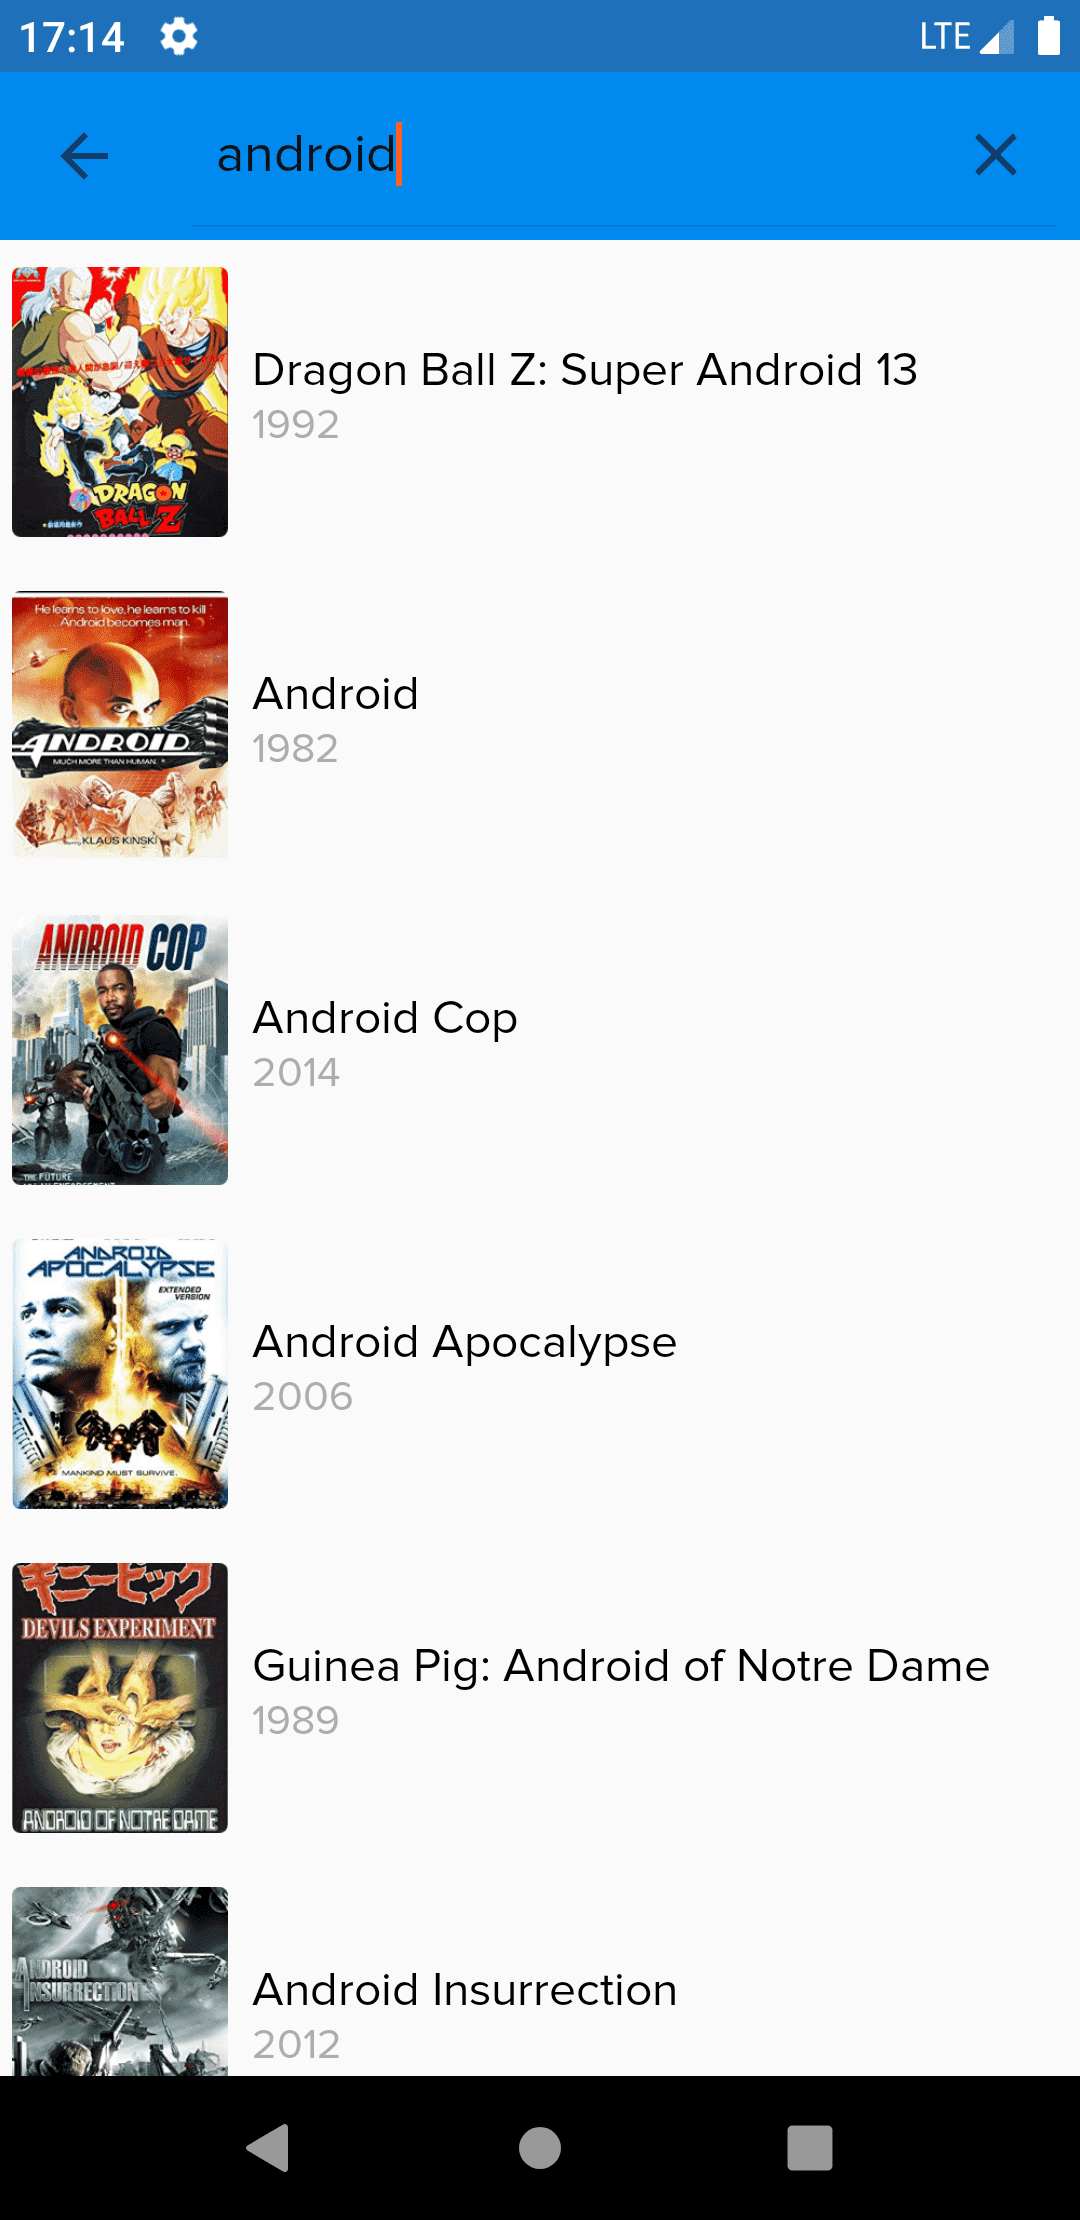 17:14
LTE
android
DRAGON
BALL Z
Dragon Ball Z: Super Android 13
1992
He learns to love, he learns to kill
...Android becomes man.
ANDROID
MUCH MORE THAN HUMAN.
KLAUS KINSKI
Android
1982
ANDROID COP
THE FUTURE
Android Cop
2014
ANDROID
APOCALYPSE
EXTENDED
VERSION
MANKIND MUST SURVIVE.
Android Apocalypse
2006
ギニーピッグ
DEVILS EXPERIMENT
ANDROID OF NOTRE DAME
Guinea Pig: Android of Notre Dame
1989
ANDROID
INSURRECTION
Android Insurrection
2012